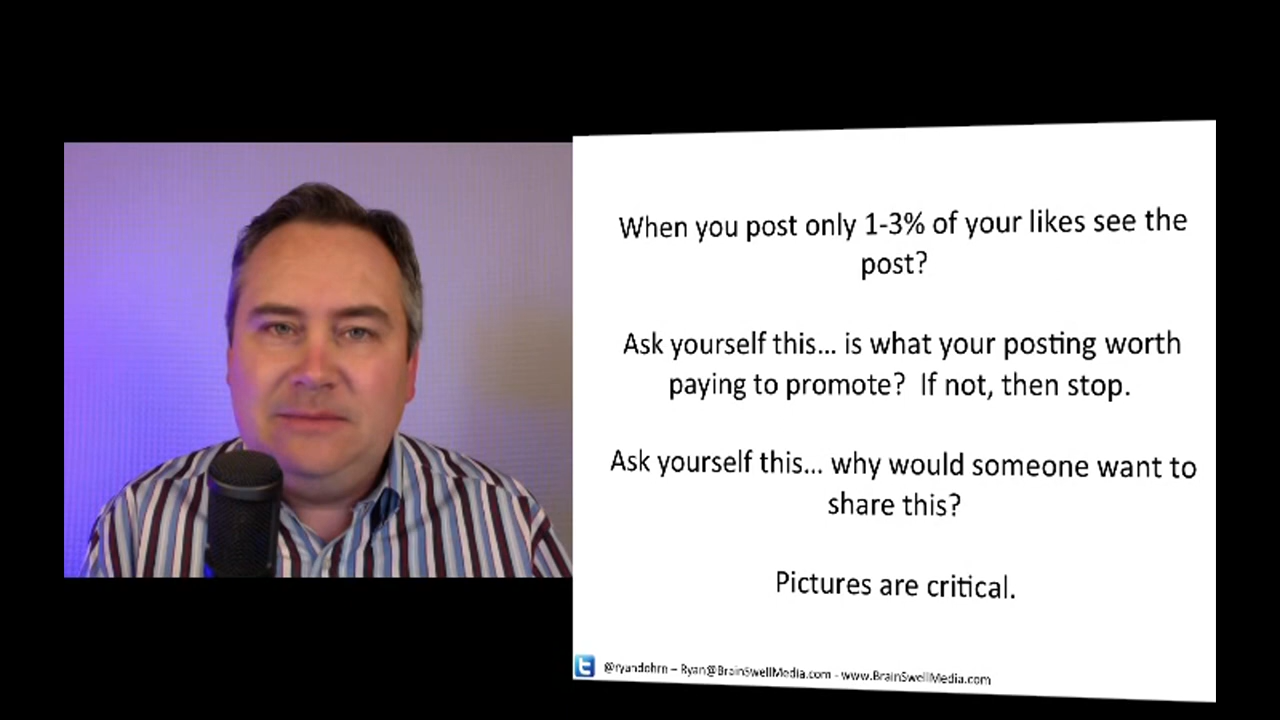 When you post only 1-3% of your likes see the
post?
Ask yourself this... is what your posting worth
paying to promote?  If not, then stop.
Ask yourself this... why would someone want to
share this?
Pictures are critical.
@ryandohrn – Ryan@BrainSwellMedia.com - www.BrainSwellMedia.com